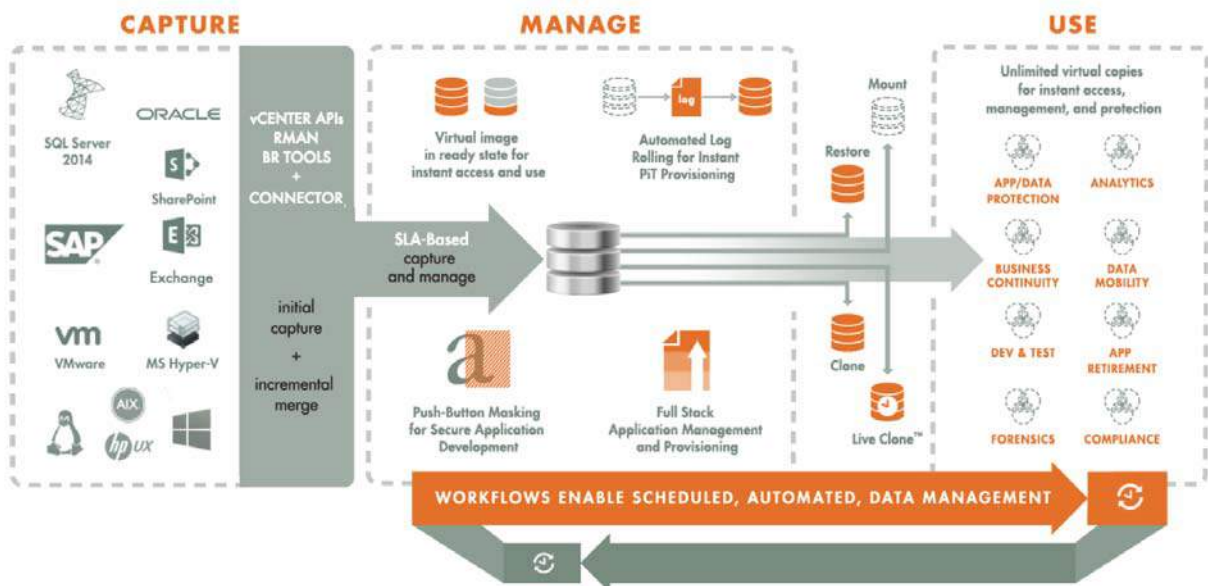 CAPTURE
SQL Server
2014
ORACLE
S
SharePoint
SAP
®
E
Exchange
vm
VMware
MS Hyper-V
AIX
hp UX
vCENTER APIs
RMAN
BR TOOLS
+
CONNECTOR
initial
capture
+
incremental
merge
MANAGE
Virtual image
in ready state for
instant access and use
log
Automated Log
Rolling for Instant
PiT Provisioning
SLA-Based
capture
and manage
a
Push-Button Masking
for Secure Application
Development
Full Stack
Application Management
and Provisioning
Mount
Restore
Clone
Live Clone™
USE
Unlimited virtual copies
for instant access,
management, and protection
APP/DATA
PROTECTION
ANALYTICS
BUSINESS
CONTINUITY
DATA
MOBILITY
DEV & TEST
APP
RETIREMENT
FORENSICS
COMPLIANCE
WORKFLOWS ENABLE SCHEDULED, AUTOMATED, DATA MANAGEMENT